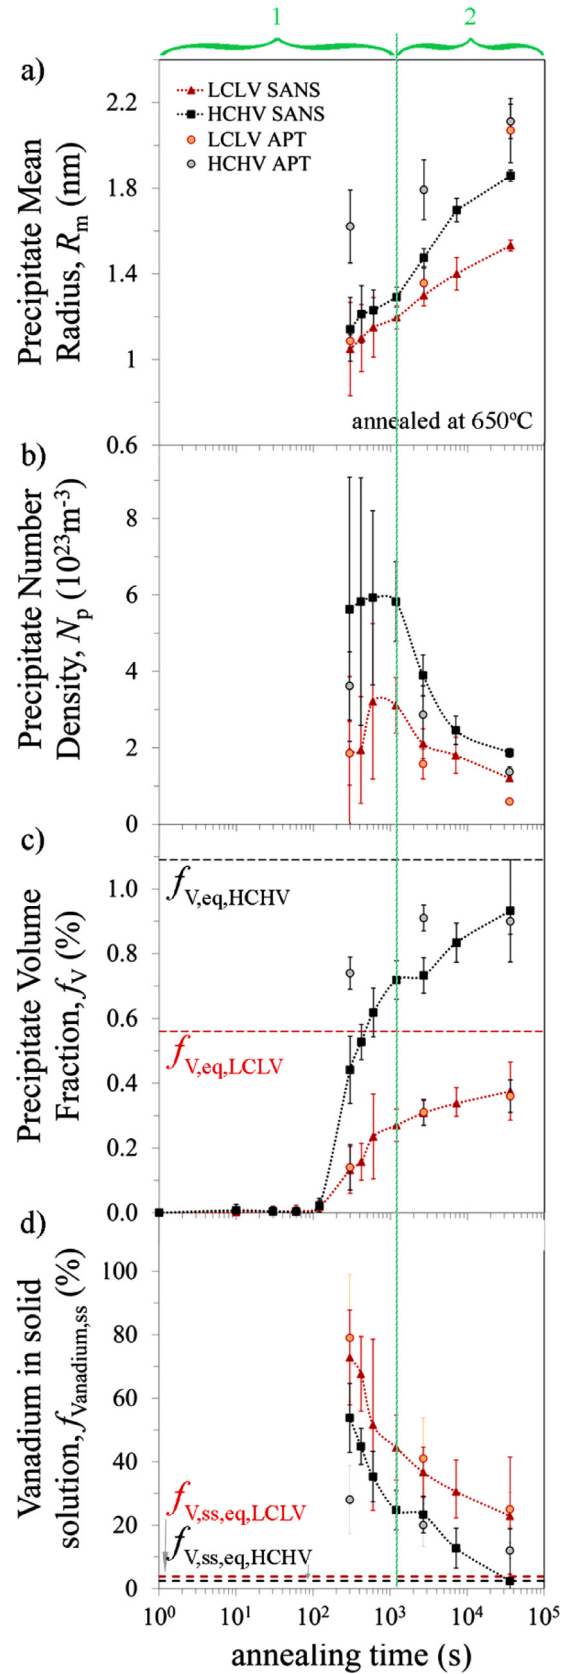 1 2
a)
LCLV SANS
HCHV SANS
LCLV APT
HCHV APT
Precipitate Mean
Radius, Rm (nm)
2.2
1.8
1.4
1
0.6
annealed at 650ºC
b)
Precipitate Number
Density, Np (10²³m⁻³)
8
6
4
2
0
c)
Precipitate Volume
Fraction, fV (%)
1.0
0.8
0.6
0.4
0.2
0.0
fV,eq,HCHV
fV,eq,LCLV
d)
Vanadium in solid
solution, fVanadium,ss (%)
100
80
60
40
20
0
fV,ss,eq,LCLV
fV,ss,eq,HCHV
10⁰ 10¹ 10² 10³ 10⁴ 10⁵
annealing time (s)